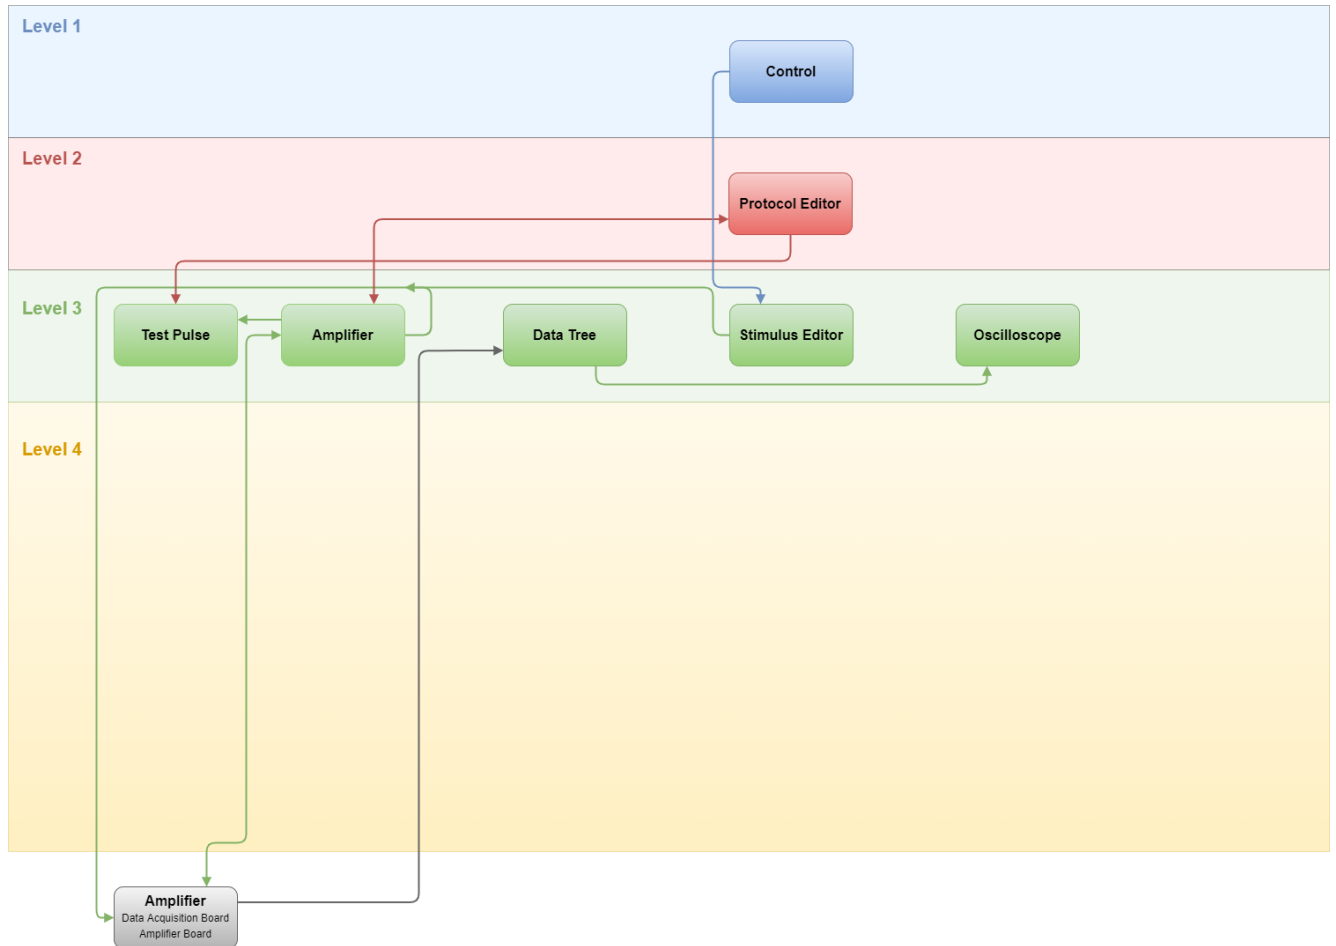 Level 1
Control
Level 2
Protocol Editor
Level 3
Test Pulse
Amplifier
Data Tree
Stimulus Editor
Oscilloscope
Level 4
Amplifier
Data Acquisition Board
Amplifier Board